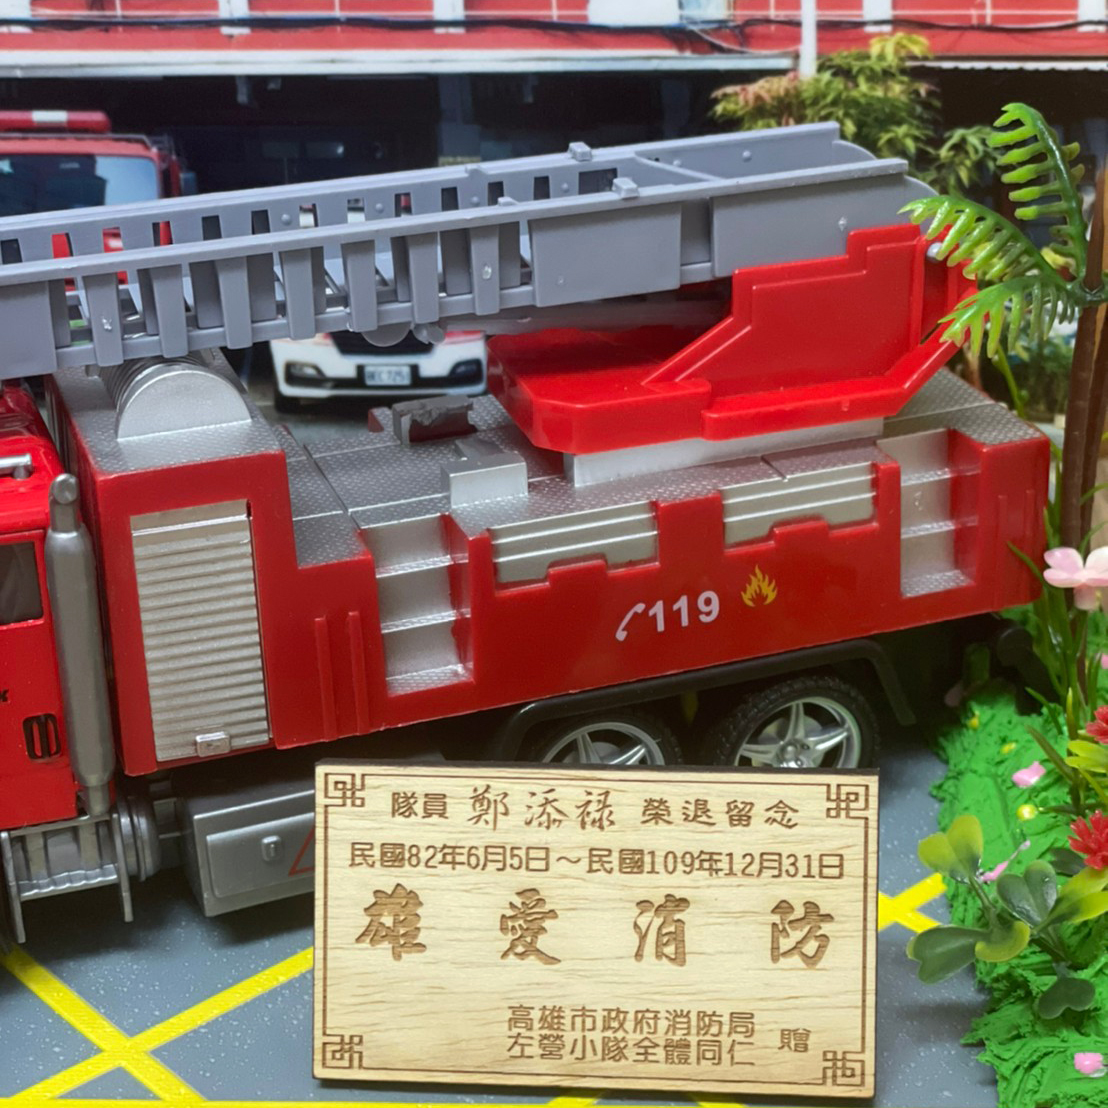 119
隊員 鄭添祿 榮退留念
民國82年6月5日～民國109年12月31日
雄愛消防
高雄市政府消防局
左營小隊全體同仁
贈